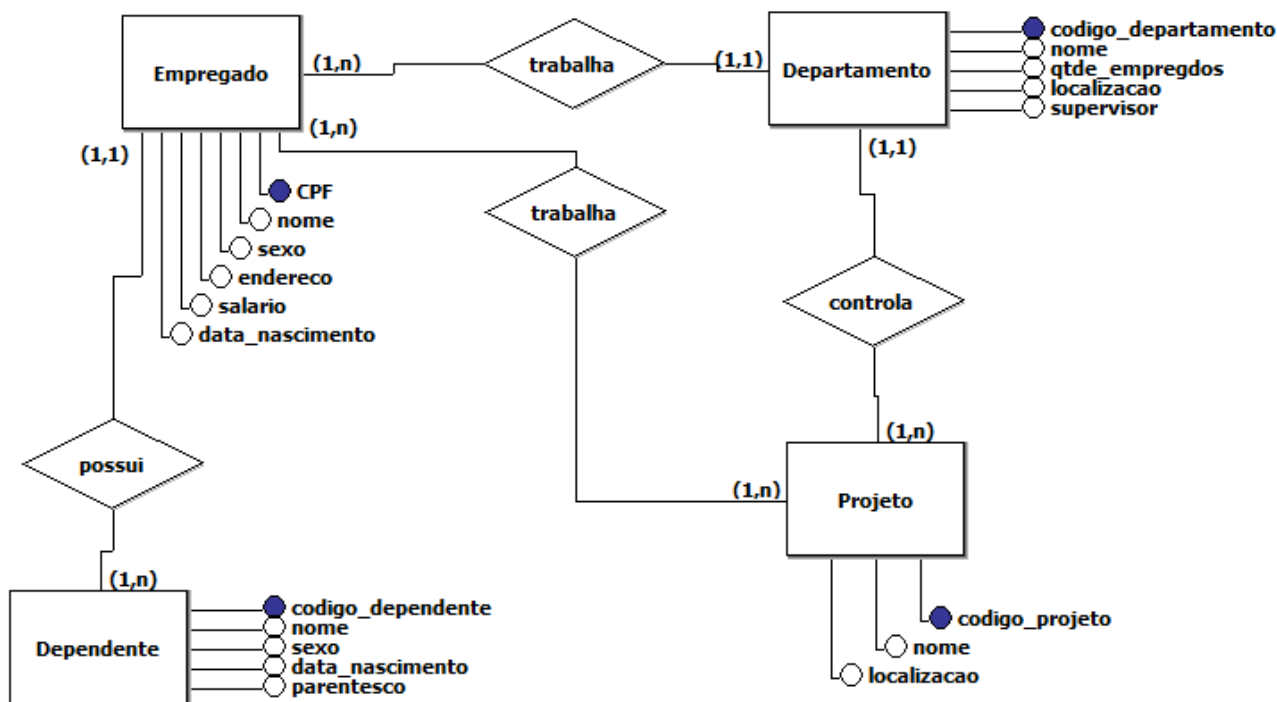 Empregado
(1,n)
trabalha
(1,1)
Departamento
codigo_departamento
nome
qtde_empregdos
localizacao
supervisor
(1,1)
(1,n)
(1,1)
CPF
nome
sexo
endereco
salario
data_nascimento
trabalha
controla
possui
(1,n)
(1,n)
Projeto
codigo_projeto
nome
localizacao
(1,n)
Dependente
codigo_dependente
nome
sexo
data_nascimento
parentesco